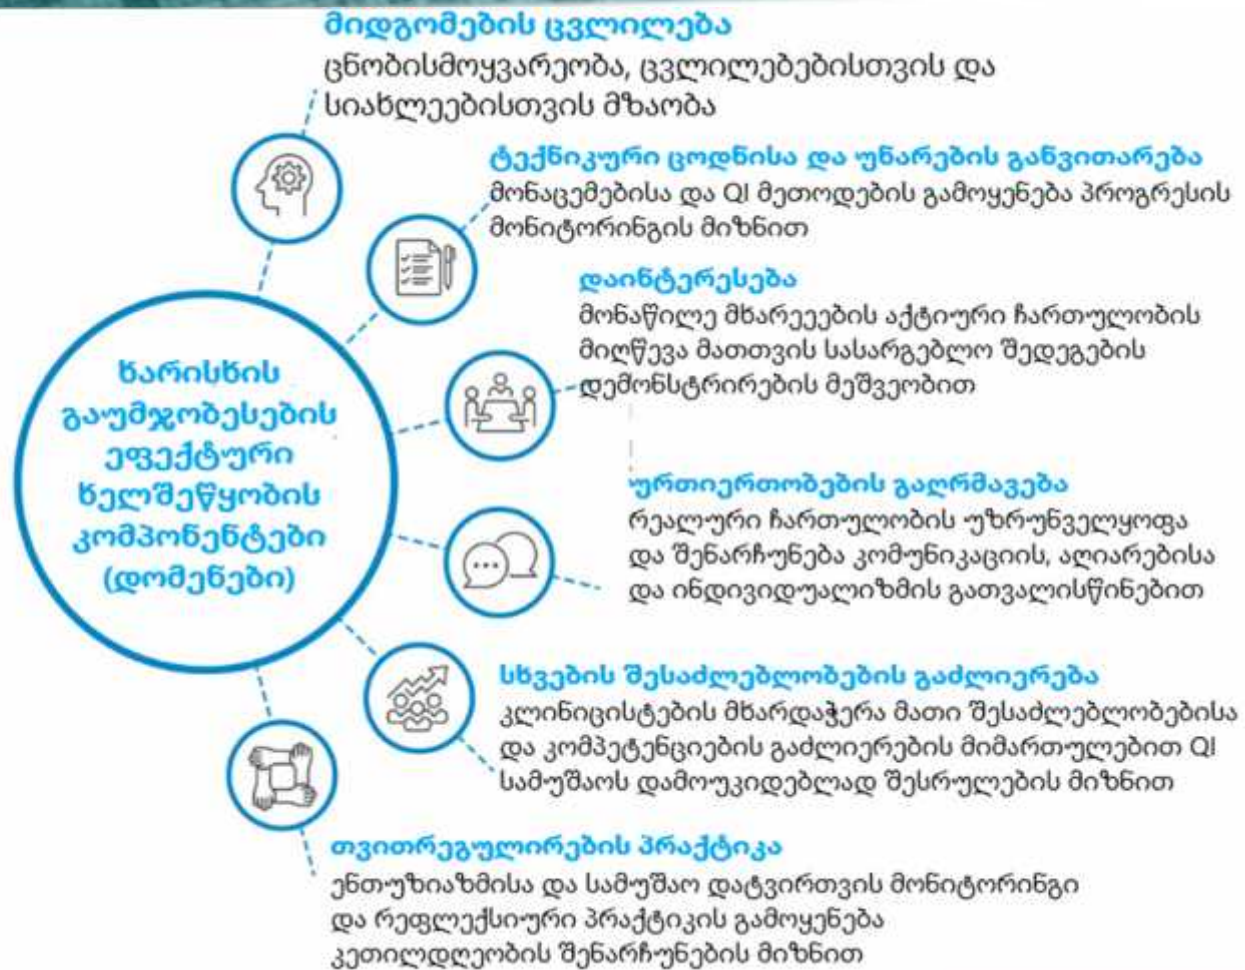 მიდგომების ცვლილება
ცნობისმოყვარეობა, ცვლილებებისთვის და
სიახლეებისთვის მზაობა
ტექნიკური ცოდნისა და უნარების განვითარება
მონაცემებისა და QI მეთოდების გამოყენება პროგრესის
მონიტორინგის მიზნით
დაინტერესება
მონაწილე მხარეეების აქტიური ჩართულობის
მიღწევა მათთვის სასარგებლო შედეგების
დემონსტრირების მეშვეობით
ხარისხის
გაუმჯობესების
ეფექტური
ხელშეწყობის
კომპონენტები
(დომენები)
ურთიერთობების გაღრმავება
რეალური ჩართულობის უზრუნველყოფა
და შენარჩუნება კომუნიკაციის, აღიარებისა
და ინდივიდუალიზმის გათვალისწინებით
სხვების შესაძლებლობების გაძლიერება
კლინიცისტების მხარდაჭერა მათი შესაძლებლობებისა
და კომპეტენციების გაძლიერების მიმართულებით QI
სამუშაოს დამოუკიდებლად შესრულების მიზნით
თვითრეგულირების პრაქტიკა
ენთუზიაზმისა და სამუშაო დატვირთვის მონიტორინგი
და რეფლექსიური პრაქტიკის გამოყენება
კეთილდღეობის შენარჩუნების მიზნით